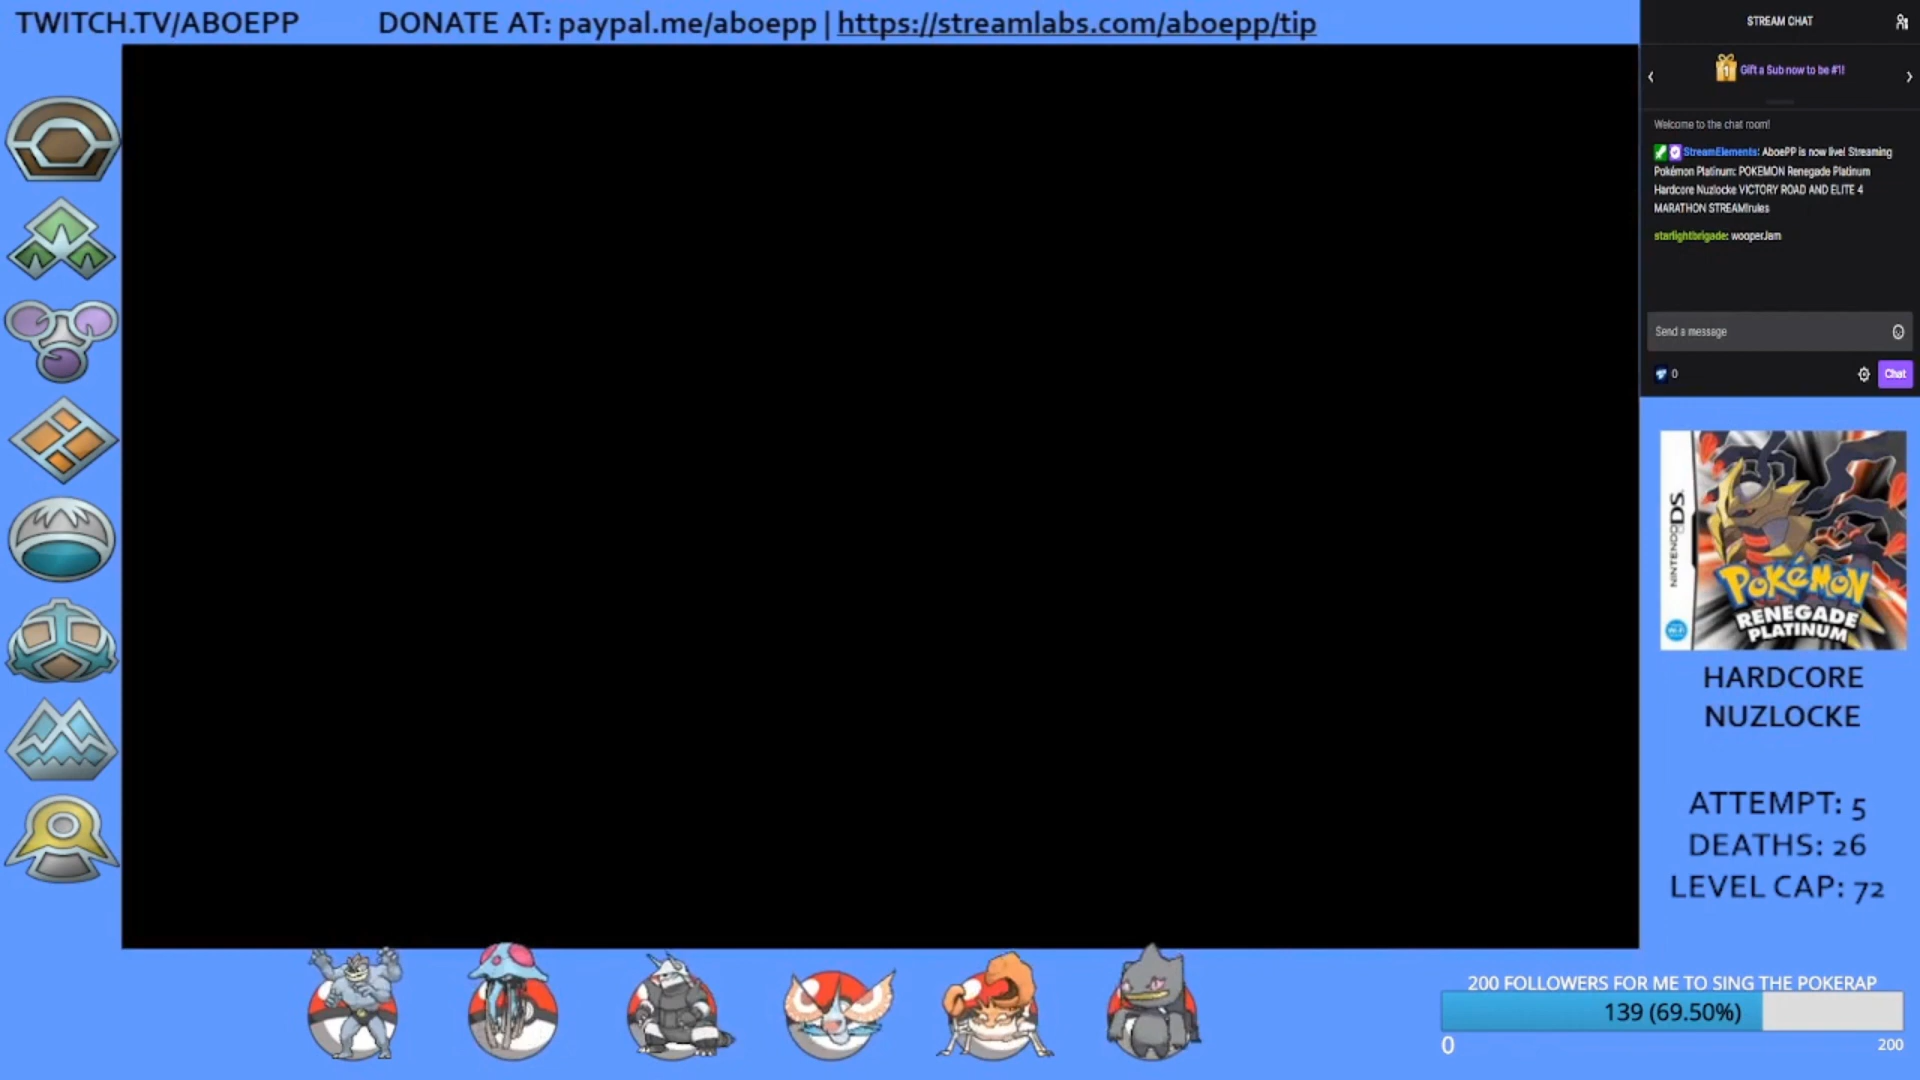 TWITCH.TV/ABOEPP
DONATE AT: paypal.me/aboepp | https://streamlabs.com/aboepp/tip
STREAM CHAT
1
Gift a Sub now to be #1!
Welcome to the chat room!
StreamElements: AboePP is now live! Streaming
Pokémon Platinum: POKEMON Renegade Platinum
Hardcore Nuzlocke VICTORY ROAD AND ELITE 4
MARATHON STREAM!rules
starlightbrigade: wooperJam
Send a message
0
Chat
NINTENDO DS
POKéMON
RENEGADE
PLATINUM
HARDCORE
NUZLOCKE
ATTEMPT: 5
DEATHS: 26
LEVEL CAP: 72
200 FOLLOWERS FOR ME TO SING THE POKERAP
139 (69.50%)
0
200